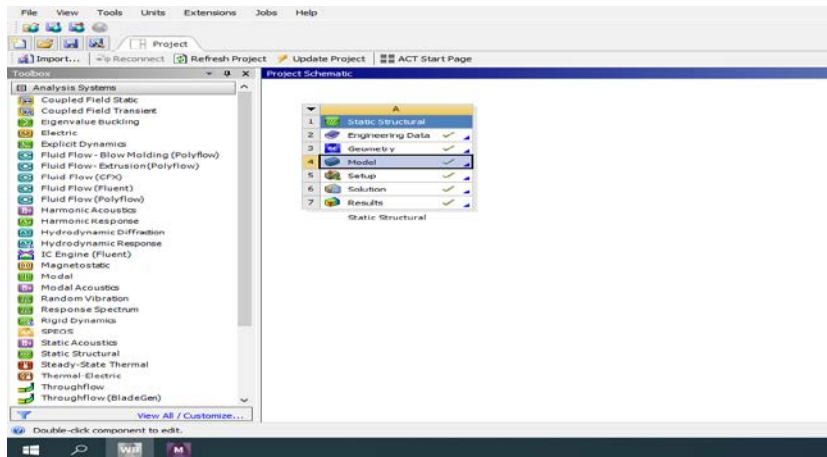 File View Tools Units Extensions Jobs Help
Project
Import... Reconnect Refresh Project Update Project ACT Start Page
Toolbox
Project Schematic
Analysis Systems
Coupled Field Static
Coupled Field Transient
Eigenvalue Buckling
Electric
Explicit Dynamics
Fluid Flow - Blow Molding (Polyflow)
Fluid Flow - Extrusion (Polyflow)
Fluid Flow (CFX)
Fluid Flow (Fluent)
Fluid Flow (Polyflow)
Harmonic Acoustics
Harmonic Response
Hydrodynamic Diffraction
Hydrodynamic Response
IC Engine (Fluent)
Magnetostatic
Modal
Modal Acoustics
Random Vibration
Response Spectrum
Rigid Dynamics
SPEOS
Static Acoustics
Static Structural
Steady-State Thermal
Thermal-Electric
Throughflow
Throughflow (BladeGen)
View All / Customize...
A
1 Static Structural
2 Engineering Data
3 Geometry
4 Model
5 Setup
6 Solution
7 Results
Static Structural
Double-click component to edit.
WB M